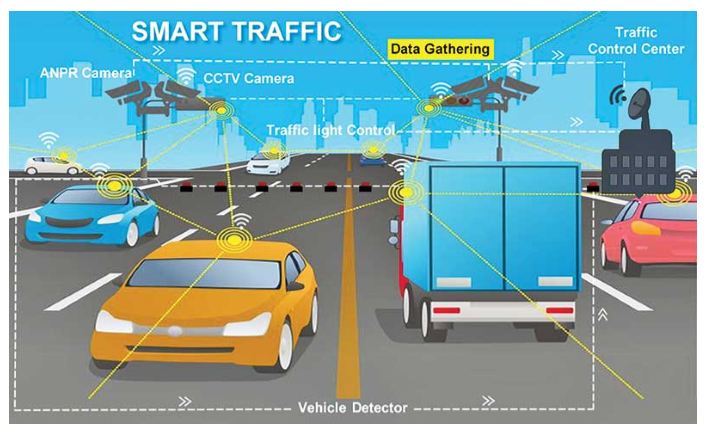 SMART TRAFFIC
Data Gathering
Traffic
Control Center
ANPR Camera
CCTV Camera
Traffic light Control
Vehicle Detector